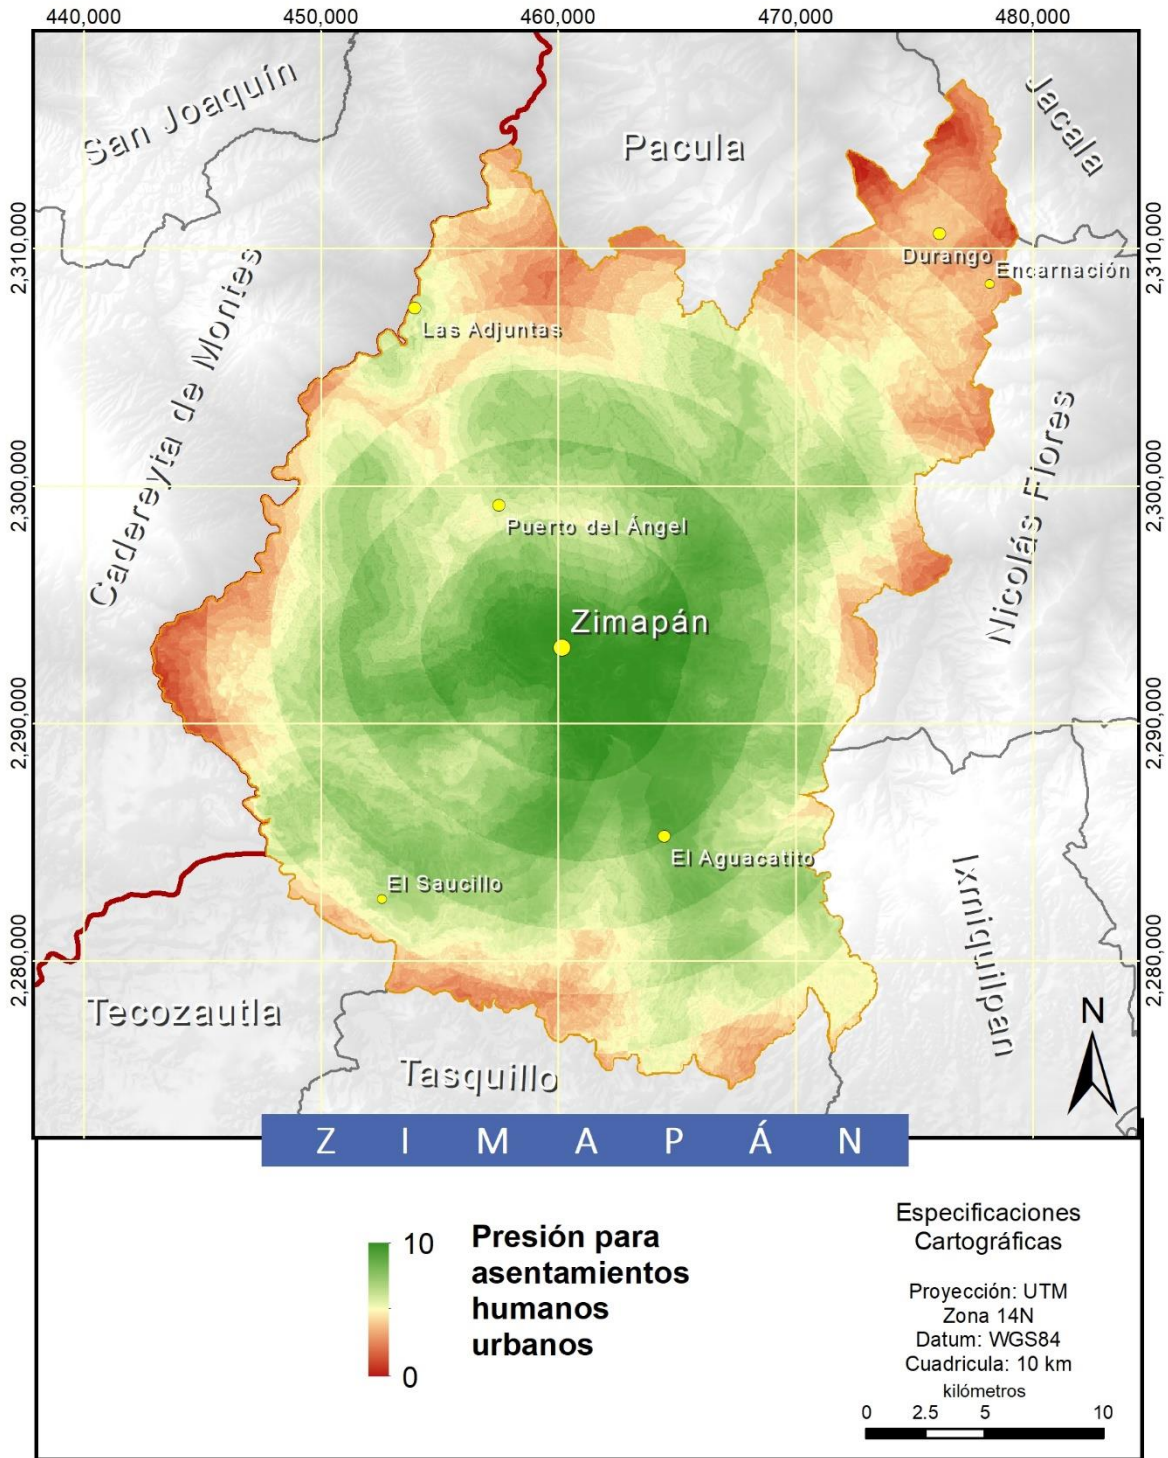 440,000 450,000 460,000 470,000 480,000
San Joaquín
Pacula
Jacala
2,310,000
2,310,000
Durango
Encarnación
Las Adjuntas
Cadereyta de Montes
2,300,000
2,300,000
Puerto del Ángel
Nicolás Flores
Zimapán
2,290,000
2,290,000
El Aguacatito
El Saucillo
Ixmiquilpan
2,280,000
2,280,000
Tecozautla
Tasquillo
N
Z I M A P Á N
10
0
Presión para
asentamientos
humanos
urbanos
Especificaciones
Cartográficas
Proyección: UTM
Zona 14N
Datum: WGS84
Cuadricula: 10 km
kilómetros
0 2.5 5 10